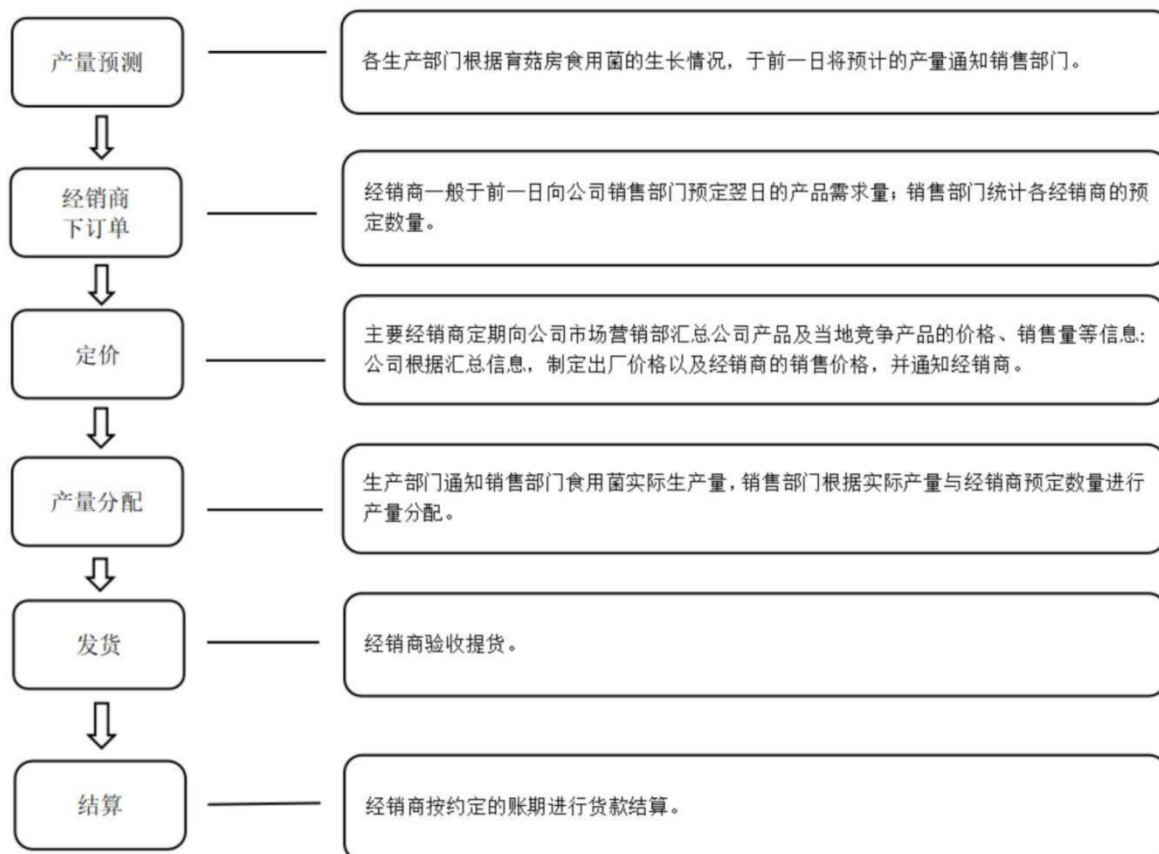 产量预测
各生产部门根据育菇房食用菌的生长情况，于前一日将预计的产量通知销售部门。
经销商
下订单
经销商一般于前一日向公司销售部门预定翌日的产品需求量；销售部门统计各经销商的预
定数量。
定价
主要经销商定期向公司市场营销部汇总公司产品及当地竞争产品的价格、销售量等信息；
公司根据汇总信息，制定出厂价格以及经销商的销售价格，并通知经销商。
产量分配
生产部门通知销售部门食用菌实际生产量，销售部门根据实际产量与经销商预定数量进行
产量分配。
发货
经销商验收提货。
结算
经销商按约定的账期进行货款结算。